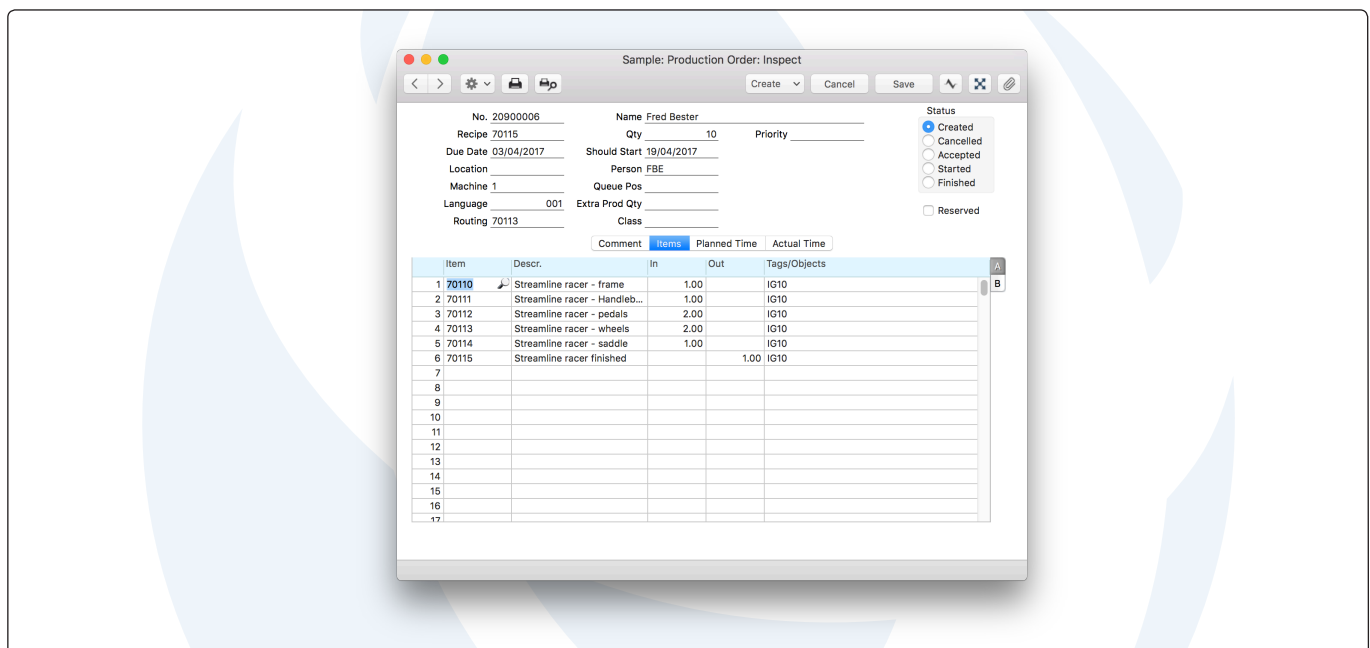 Sample: Production Order: Inspect
Create Cancel Save
No. 20900006 Name Fred Bester Status
Recipe 70115 Qty 10 Priority Created
Due Date 03/04/2017 Should Start 19/04/2017 Cancelled
Location Person FBE Accepted
Machine 1 Queue Pos Started
Language 001 Extra Prod Qty Finished
Routing 70113 Class Reserved
Comment Items Planned Time Actual Time
Item Descr. In Out Tags/Objects A
1 70110 Streamline racer - frame 1.00 IG10 B
2 70111 Streamline racer - Handleb... 1.00 IG10
3 70112 Streamline racer - pedals 2.00 IG10
4 70113 Streamline racer - wheels 2.00 IG10
5 70114 Streamline racer - saddle 1.00 IG10
6 70115 Streamline racer finished 1.00 IG10
7
8
9
10
11
12
13
14
15
16
17